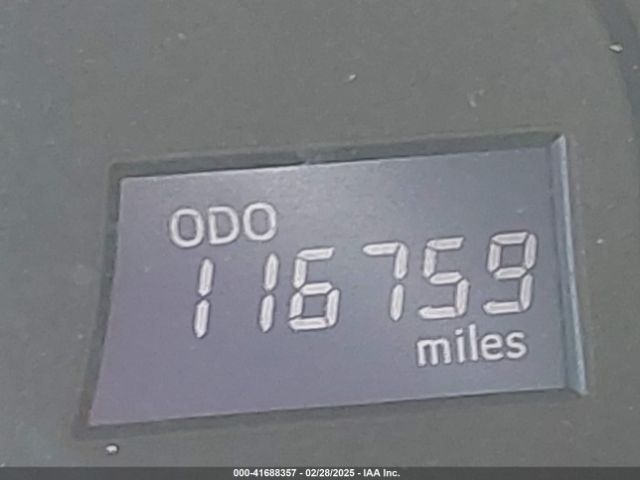 ODO
116759
miles
000-41688357 - 02/28/2025 - IAA Inc.